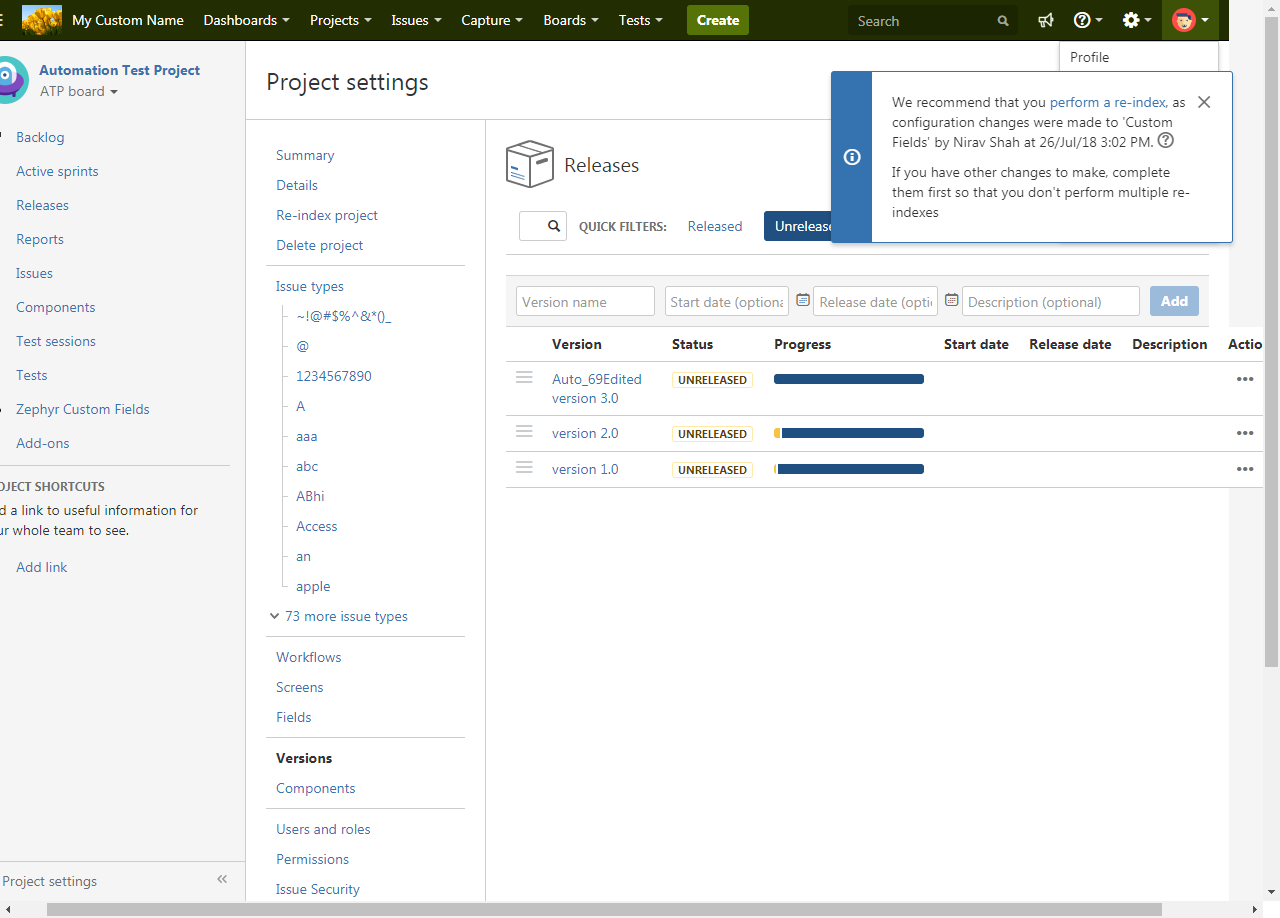 My Custom Name Dashboards Projects Issues Capture Boards Tests Create Search
Profile
Automation Test Project
ATP board
Backlog
Active sprints
Releases
Reports
Issues
Components
Test sessions
Tests
Zephyr Custom Fields
Add-ons
OJECT SHORTCUTS
d a link to useful information for
ur whole team to see.
Add link
Project settings
Project settings
Summary
Details
Re-index project
Delete project
Issue types
~!@#$%^&*()_
@
1234567890
A
aaa
abc
ABhi
Access
an
apple
73 more issue types
Workflows
Screens
Fields
Versions
Components
Users and roles
Permissions
Issue Security
Releases
QUICK FILTERS: Released Unrelease
We recommend that you perform a re-index, as
configuration changes were made to 'Custom
Fields' by Nirav Shah at 26/Jul/18 3:02 PM.
If you have other changes to make, complete
them first so that you don't perform multiple re-
indexes
Version name Start date (optiona Release date (opti Description (optional) Add
Version Status Progress Start date Release date Description Actio
Auto_69Edited
version 3.0 UNRELEASED
version 2.0 UNRELEASED
version 1.0 UNRELEASED